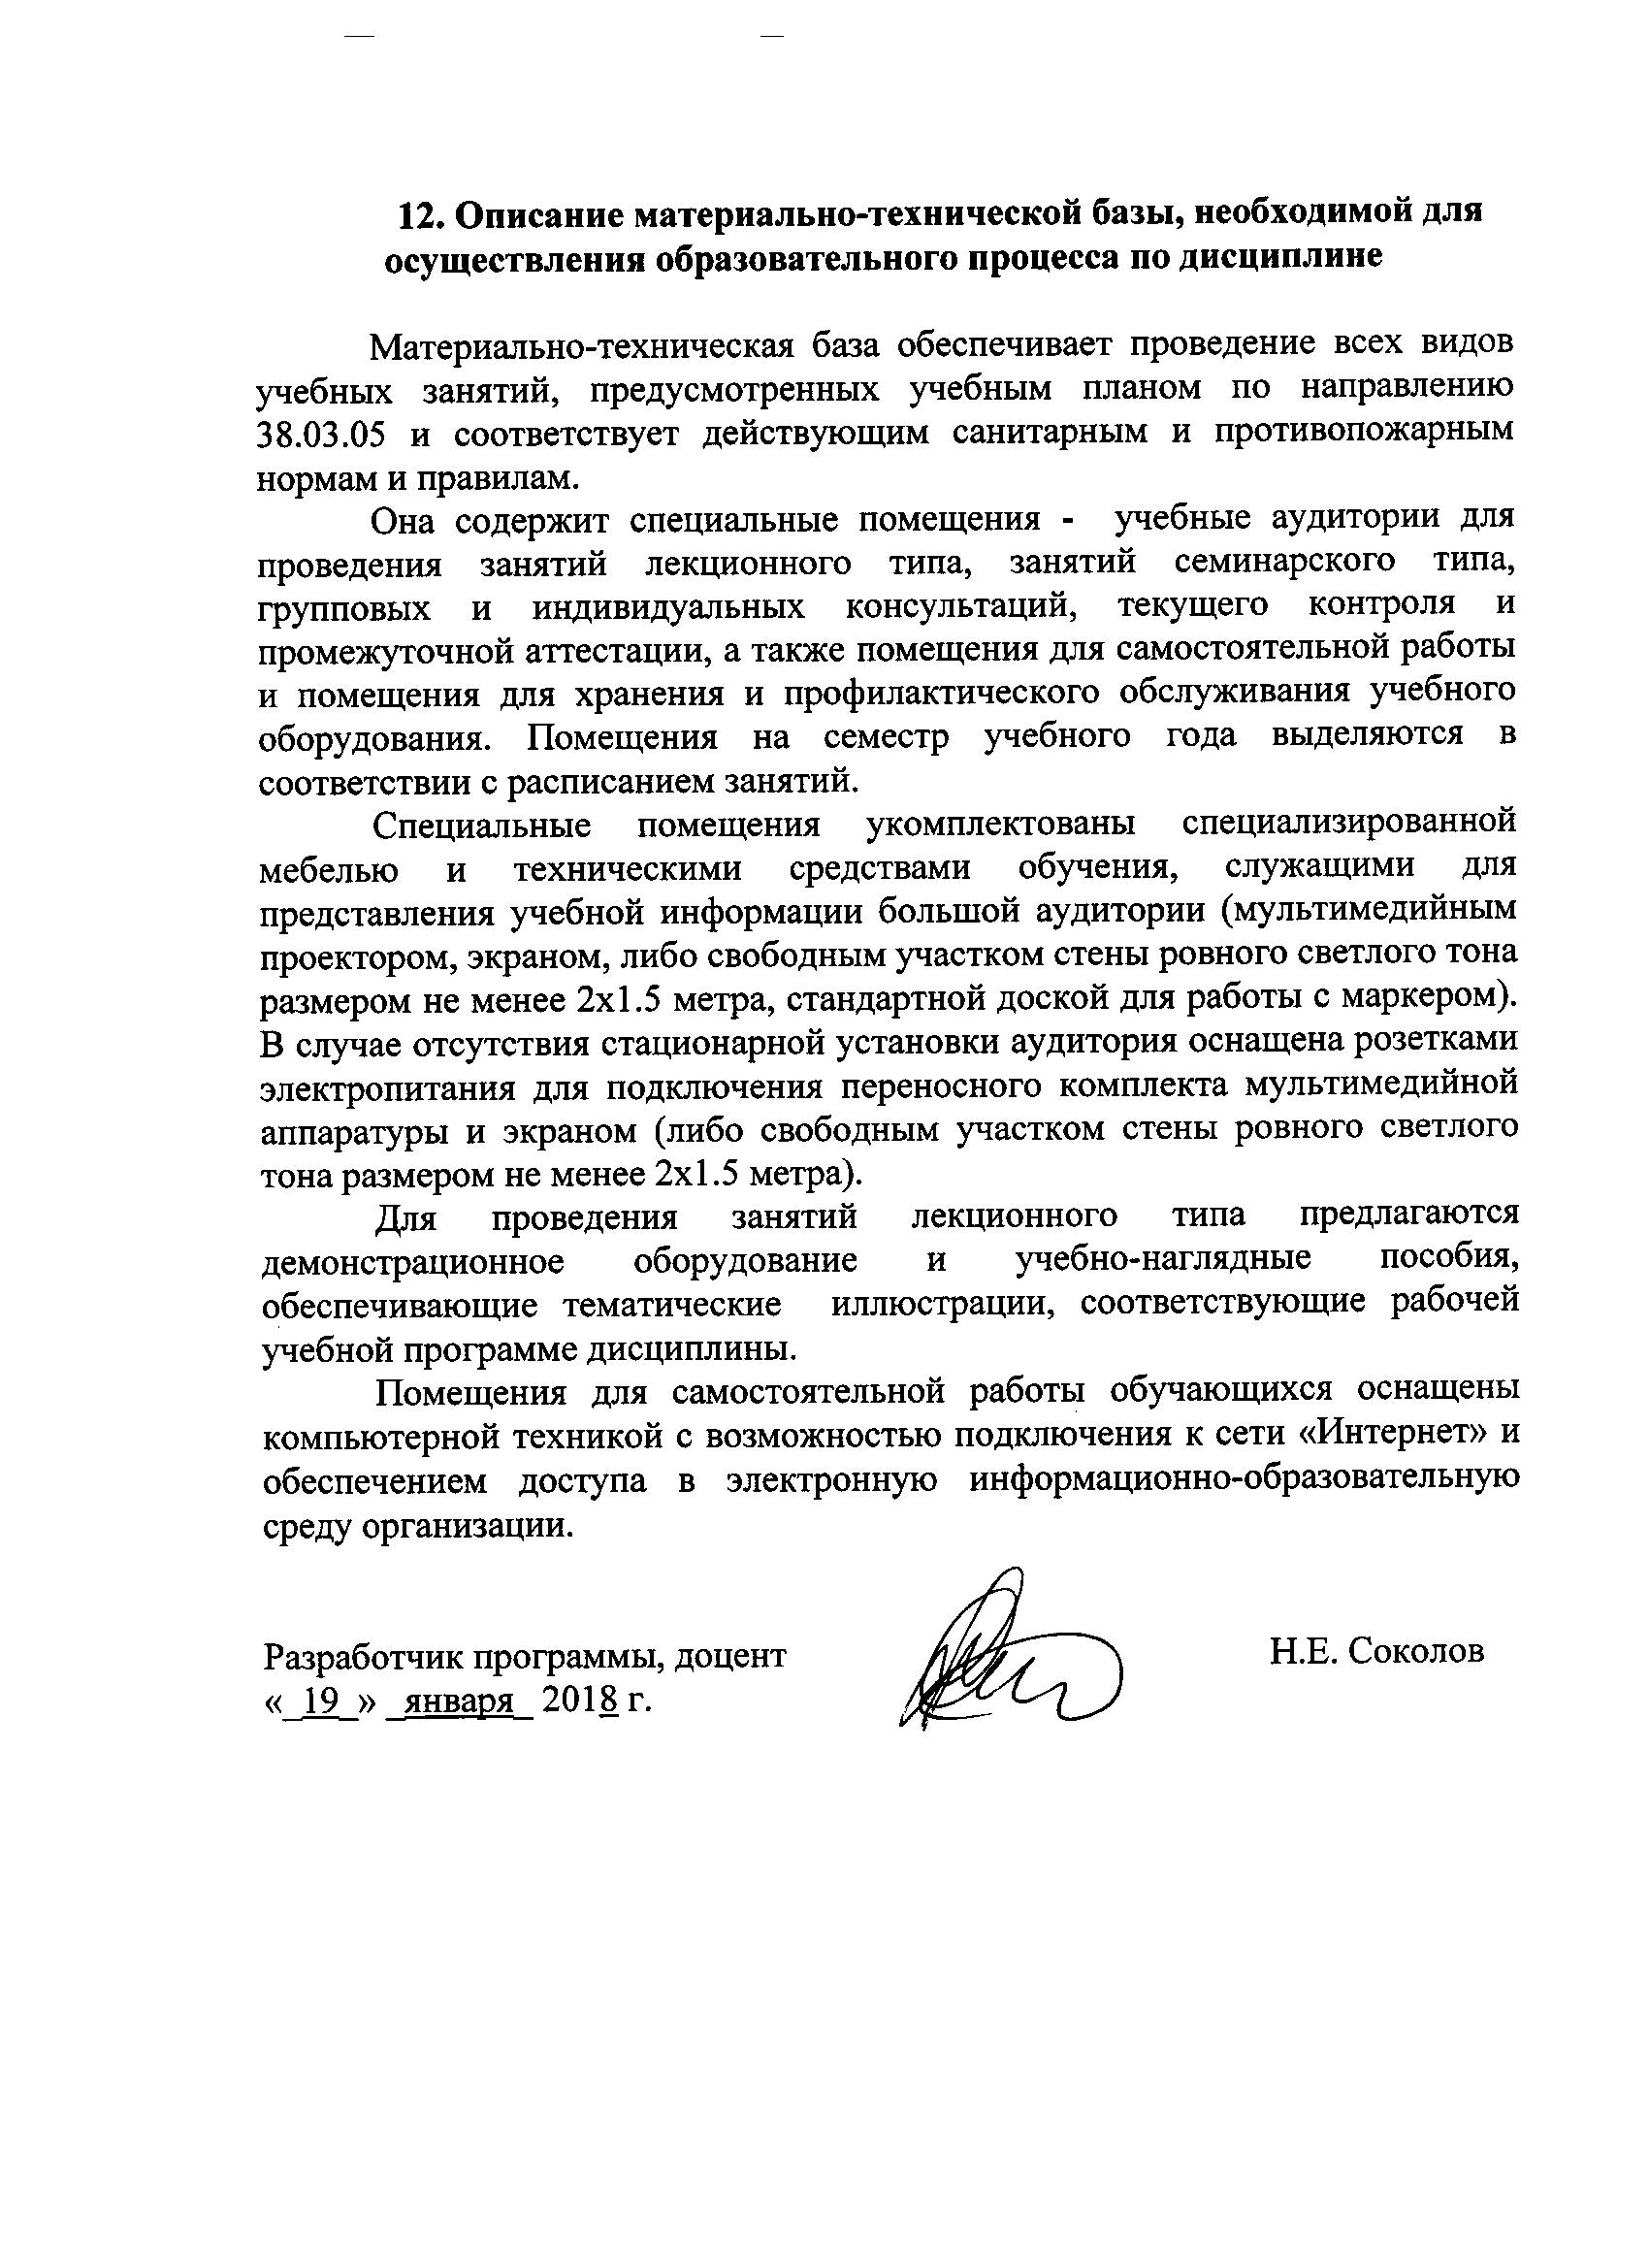 12. Описание материально-технической базы, необходимой для
осуществления образовательного процесса по дисциплине
Материально-техническая база обеспечивает проведение всех видов
учебных занятий, предусмотренных учебным планом по направлению
38.03.05 и соответствует действующим санитарным и противопожарным
нормам и правилам.
Она содержит специальные помещения - учебные аудитории для
проведения занятий лекционного типа, занятий семинарского типа,
групповых и индивидуальных консультаций, текущего контроля и
промежуточной аттестации, а также помещения для самостоятельной работы
и помещения для хранения и профилактического обслуживания учебного
оборудования. Помещения на семестр учебного года выделяются в
соответствии с расписанием занятий.
Специальные помещения укомплектованы специализированной
мебелью и техническими средствами обучения, служащими для
представления учебной информации большой аудитории (мультимедийным
проектором, экраном, либо свободным участком стены ровного светлого тона
размером не менее 2х1.5 метра, стандартной доской для работы с маркером).
В случае отсутствия стационарной установки аудитория оснащена розетками
электропитания для подключения переносного комплекта мультимедийной
аппаратуры и экраном (либо свободным участком стены ровного светлого
тона размером не менее 2х1.5 метра).
Для проведения занятий лекционного типа предлагаются
демонстрационное оборудование и учебно-наглядные пособия,
обеспечивающие тематические иллюстрации, соответствующие рабочей
учебной программе дисциплины.
Помещения для самостоятельной работы обучающихся оснащены
компьютерной техникой с возможностью подключения к сети «Интернет» и
обеспечением доступа в электронную информационно-образовательную
среду организации.
Разработчик программы, доцент Н.Е. Соколов
«_19_» _января_ 2018 г.